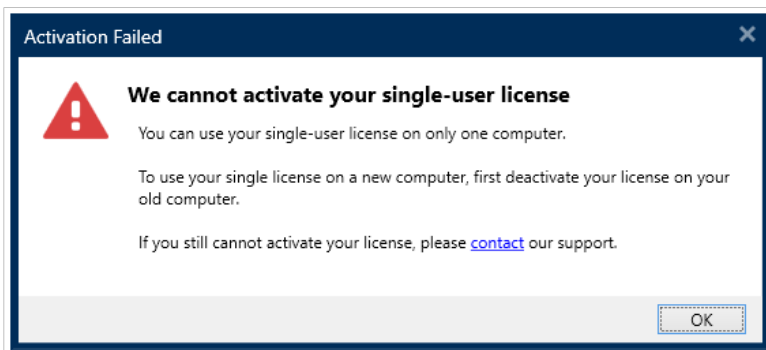 Activation Failed
We cannot activate your single-user license
You can use your single-user license on only one computer.
To use your single license on a new computer, first deactivate your license on your
old computer.
If you still cannot activate your license, please contact our support.
OK